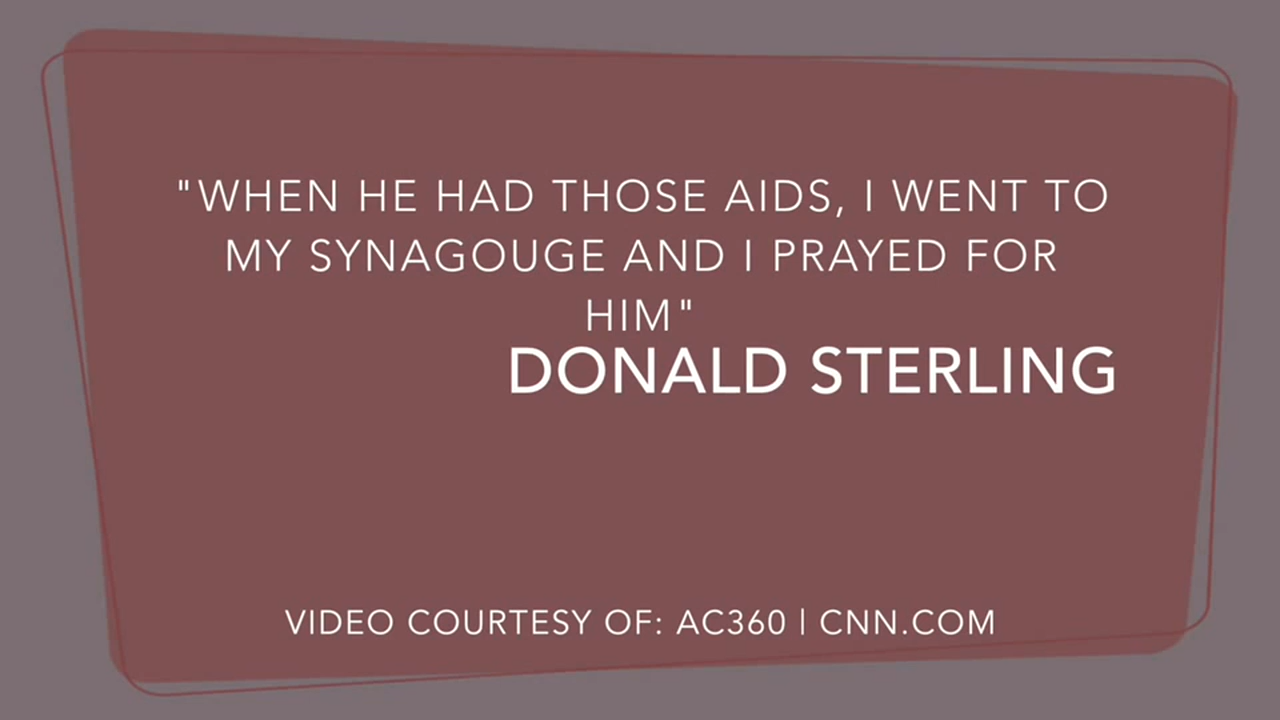 "WHEN HE HAD THOSE AIDS, I WENT TO
MY SYNAGOUGE AND I PRAYED FOR
HIM"
DONALD STERLING
VIDEO COURTESY OF: AC360 | CNN.COM